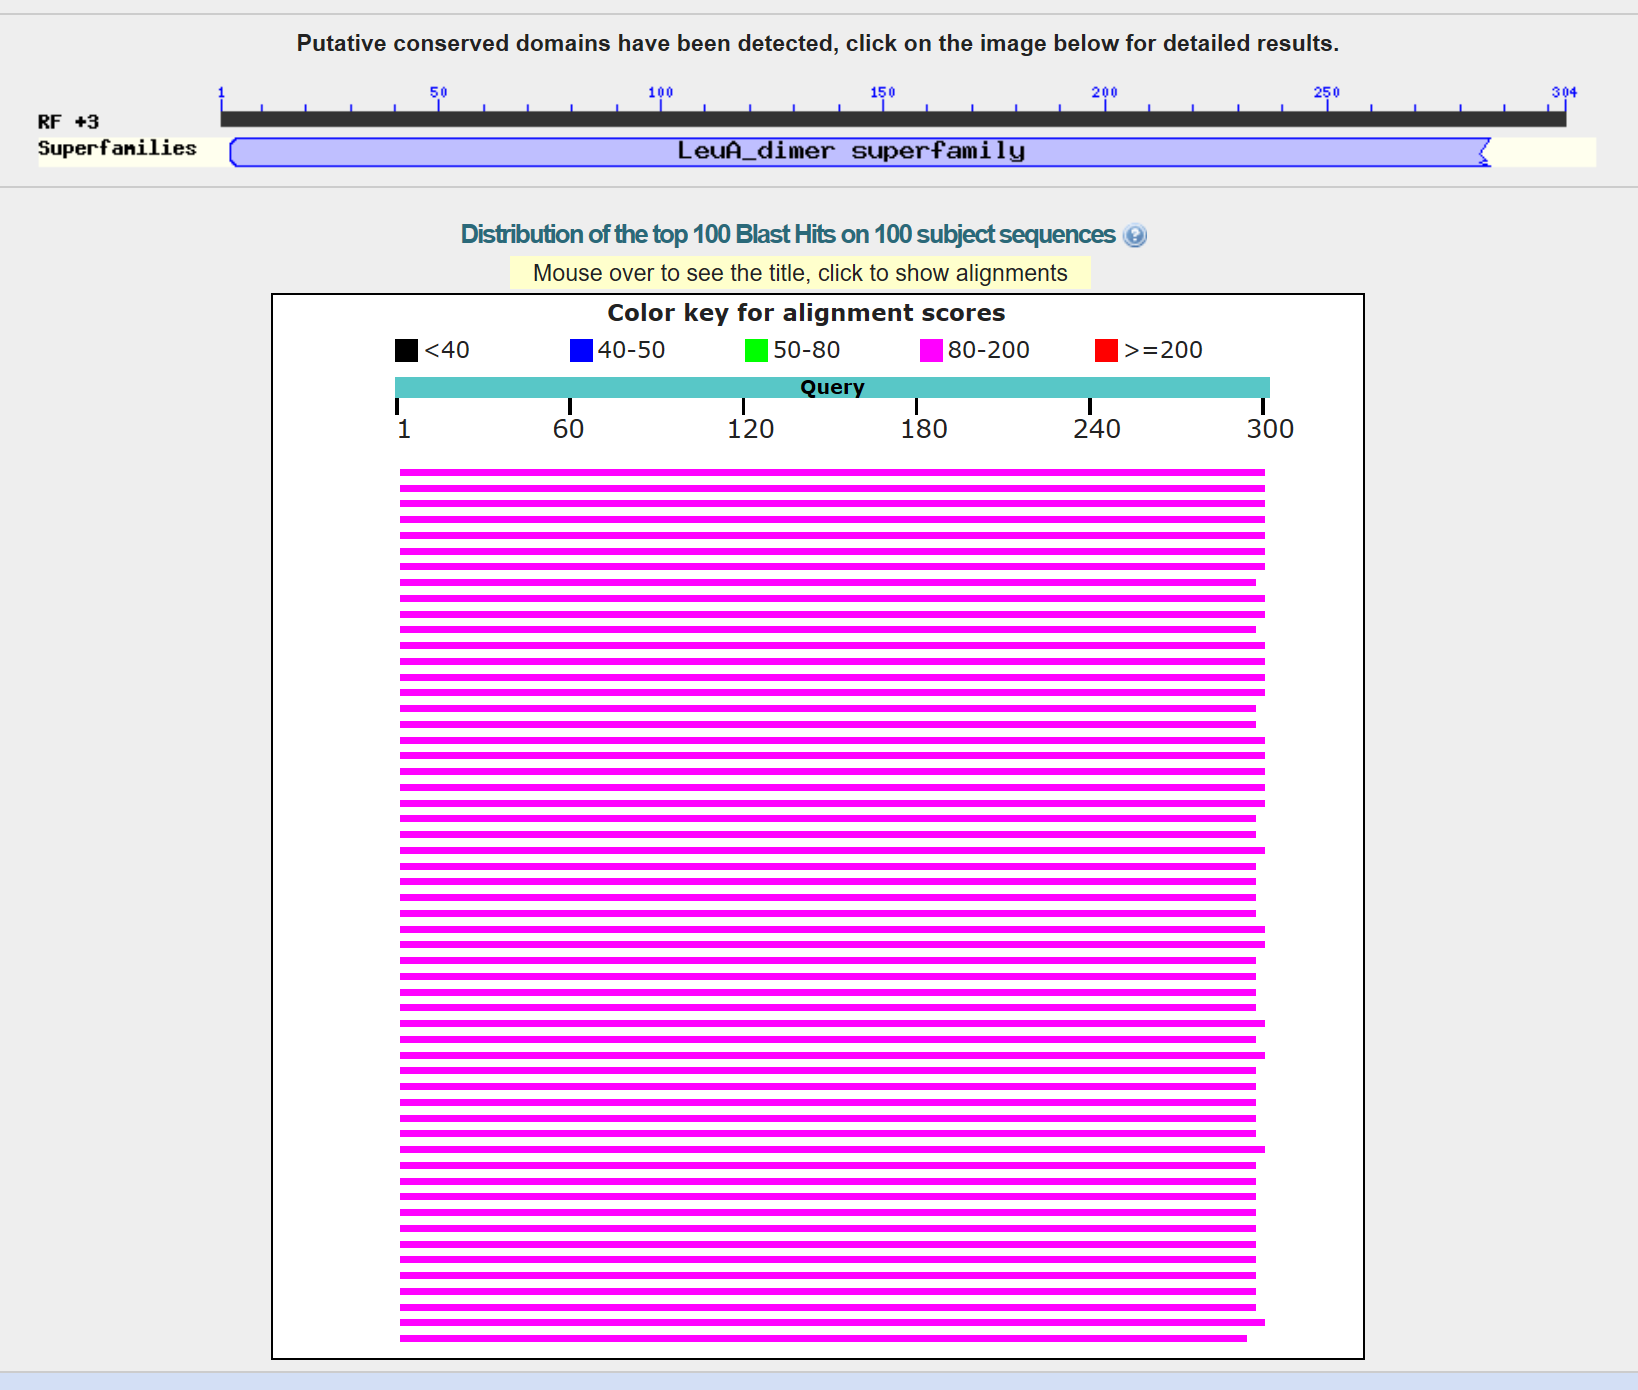 Putative conserved domains have been detected, click on the image below for detailed results.
1 50 100 150 200 250 304
RF +3
Superfamilies LeuA_dimer superfamily
Distribution of the top 100 Blast Hits on 100 subject sequences ?
Mouse over to see the title, click to show alignments
Color key for alignment scores
<40 40-50 50-80 80-200 >=200
Query
1 60 120 180 240 300